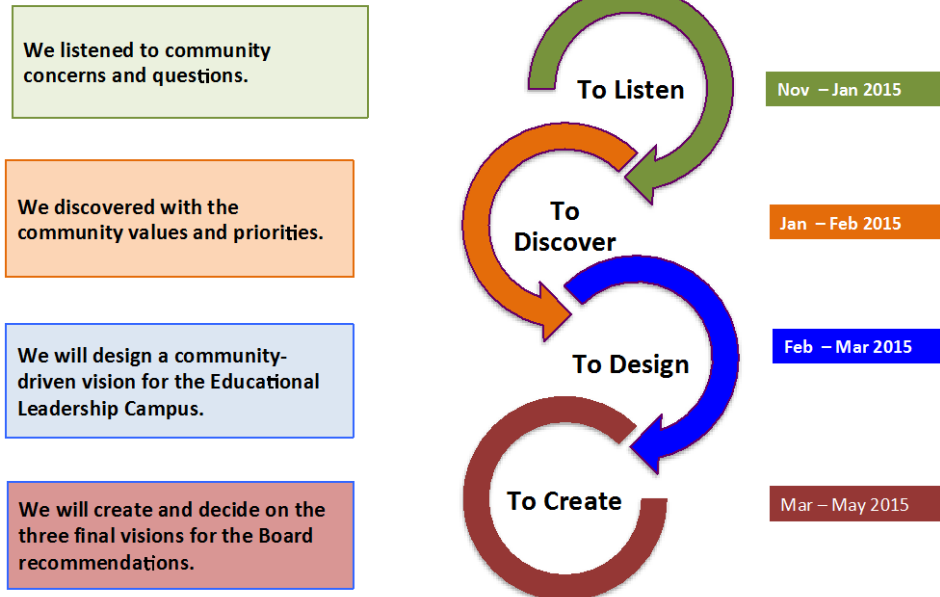 We listened to community
concerns and questions.
To Listen
Nov – Jan 2015
We discovered with the
community values and priorities.
To
Discover
Jan – Feb 2015
We will design a community-
driven vision for the Educational
Leadership Campus.
To Design
Feb – Mar 2015
We will create and decide on the
three final visions for the Board
recommendations.
To Create
Mar – May 2015